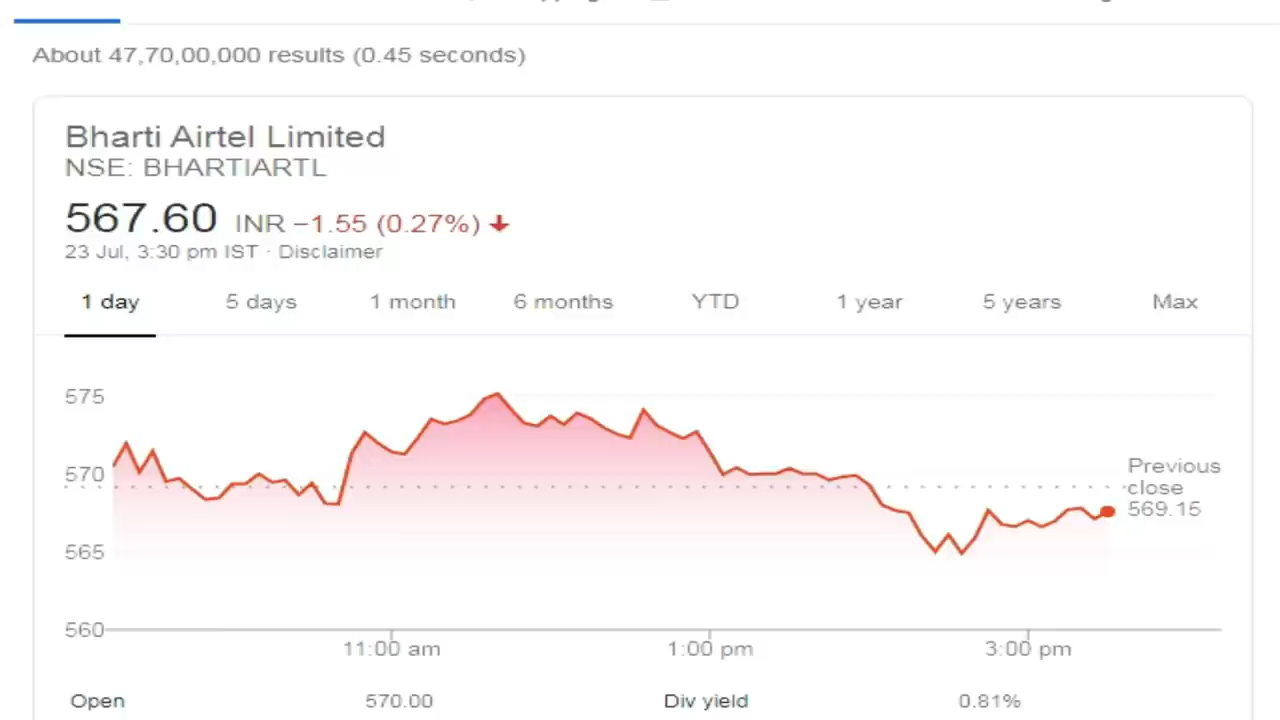 About 47,70,00,000 results (0.45 seconds)
Bharti Airtel Limited
NSE: BHARTIARTL
567.60 INR −1.55 (0.27%)
23 Jul, 3:30 pm IST · Disclaimer
1 day 5 days 1 month 6 months YTD 1 year 5 years Max
575
570
565
560
Previous
close
569.15
11:00 am 1:00 pm 3:00 pm
Open 570.00 Div yield 0.81%